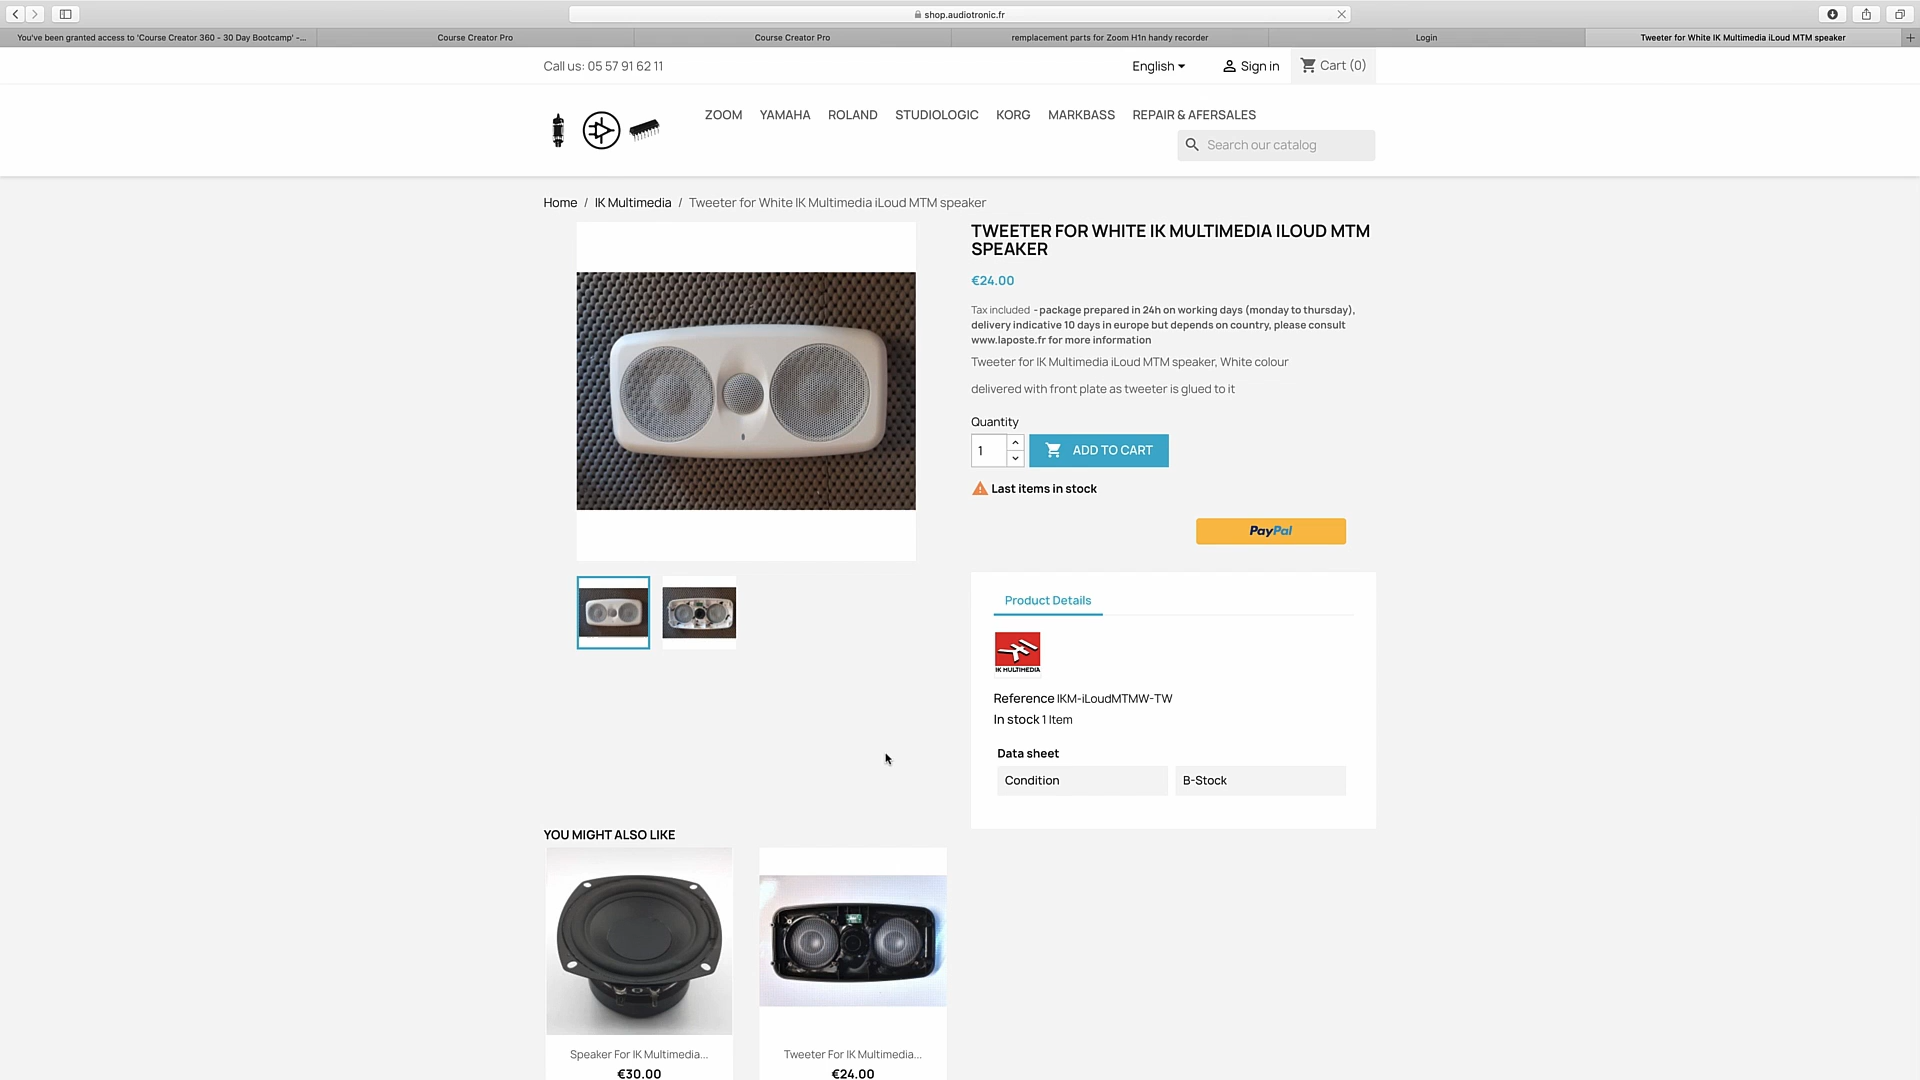 shop.audiotronic.fr
You've been granted access to 'Course Creator 360 - 30 Day Bootcamp' -...
Course Creator Pro
Course Creator Pro
remplacement parts for Zoom H1n handy recorder
Login
Tweeter for White IK Multimedia iLoud MTM speaker
Call us: 05 57 91 62 11
English
Sign in
Cart (0)
ZOOM
YAMAHA
ROLAND
STUDIOLOGIC
KORG
MARKBASS
REPAIR & AFERSALES
Search our catalog
Home / IK Multimedia / Tweeter for White IK Multimedia iLoud MTM speaker
TWEETER FOR WHITE IK MULTIMEDIA ILOUD MTM
SPEAKER
€24.00
Tax included - package prepared in 24h on working days (monday to thursday),
delivery indicative 10 days in europe but depends on country, please consult
www.laposte.fr for more information
Tweeter for IK Multimedia iLoud MTM speaker, White colour
delivered with front plate as tweeter is glued to it
Quantity
1
ADD TO CART
Last items in stock
PayPal
Product Details
IK MULTIMEDIA
Reference IKM-iLoudMTMW-TW
In stock 1 Item
Data sheet
Condition
B-Stock
YOU MIGHT ALSO LIKE
Speaker For IK Multimedia...
€30.00
Tweeter For IK Multimedia...
€24.00